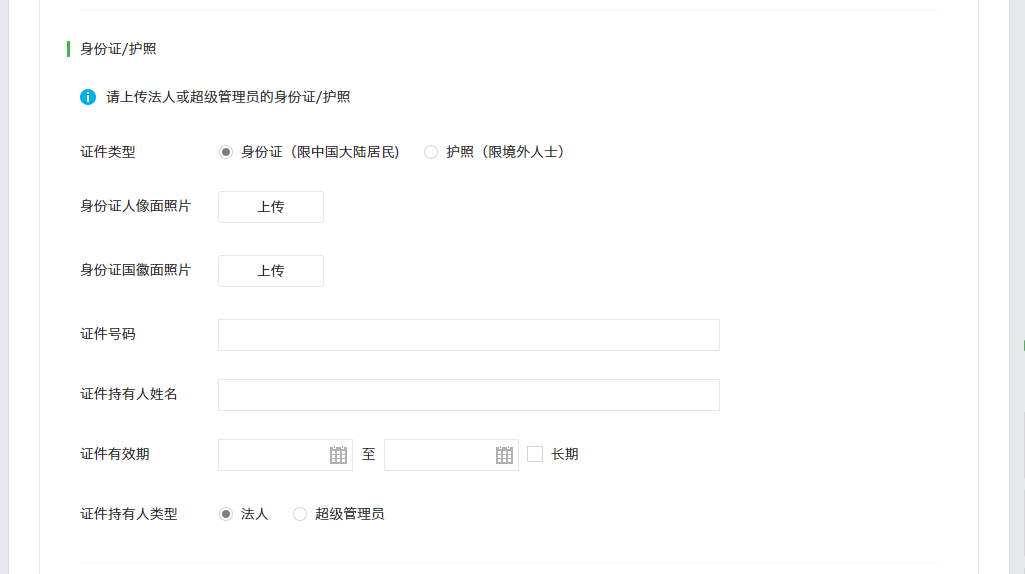 身份证/护照
请上传法人或超级管理员的身份证/护照
证件类型 身份证（限中国大陆居民) 护照（限境外人士）
身份证人像面照片 上传
身份证国徽面照片 上传
证件号码
证件持有人姓名
证件有效期 至 长期
证件持有人类型 法人 超级管理员